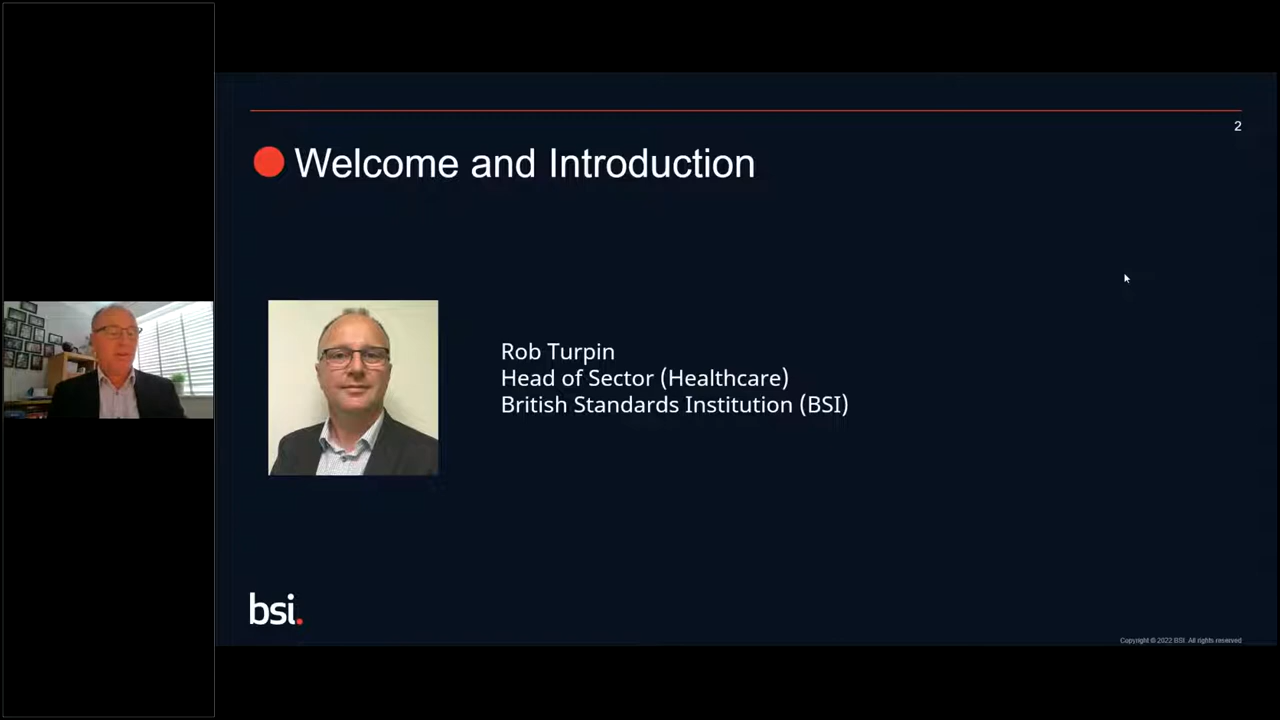 2
Welcome and Introduction
Rob Turpin
Head of Sector (Healthcare)
British Standards Institution (BSI)
bsi.
Copyright © 2022 BSI. All rights reserved